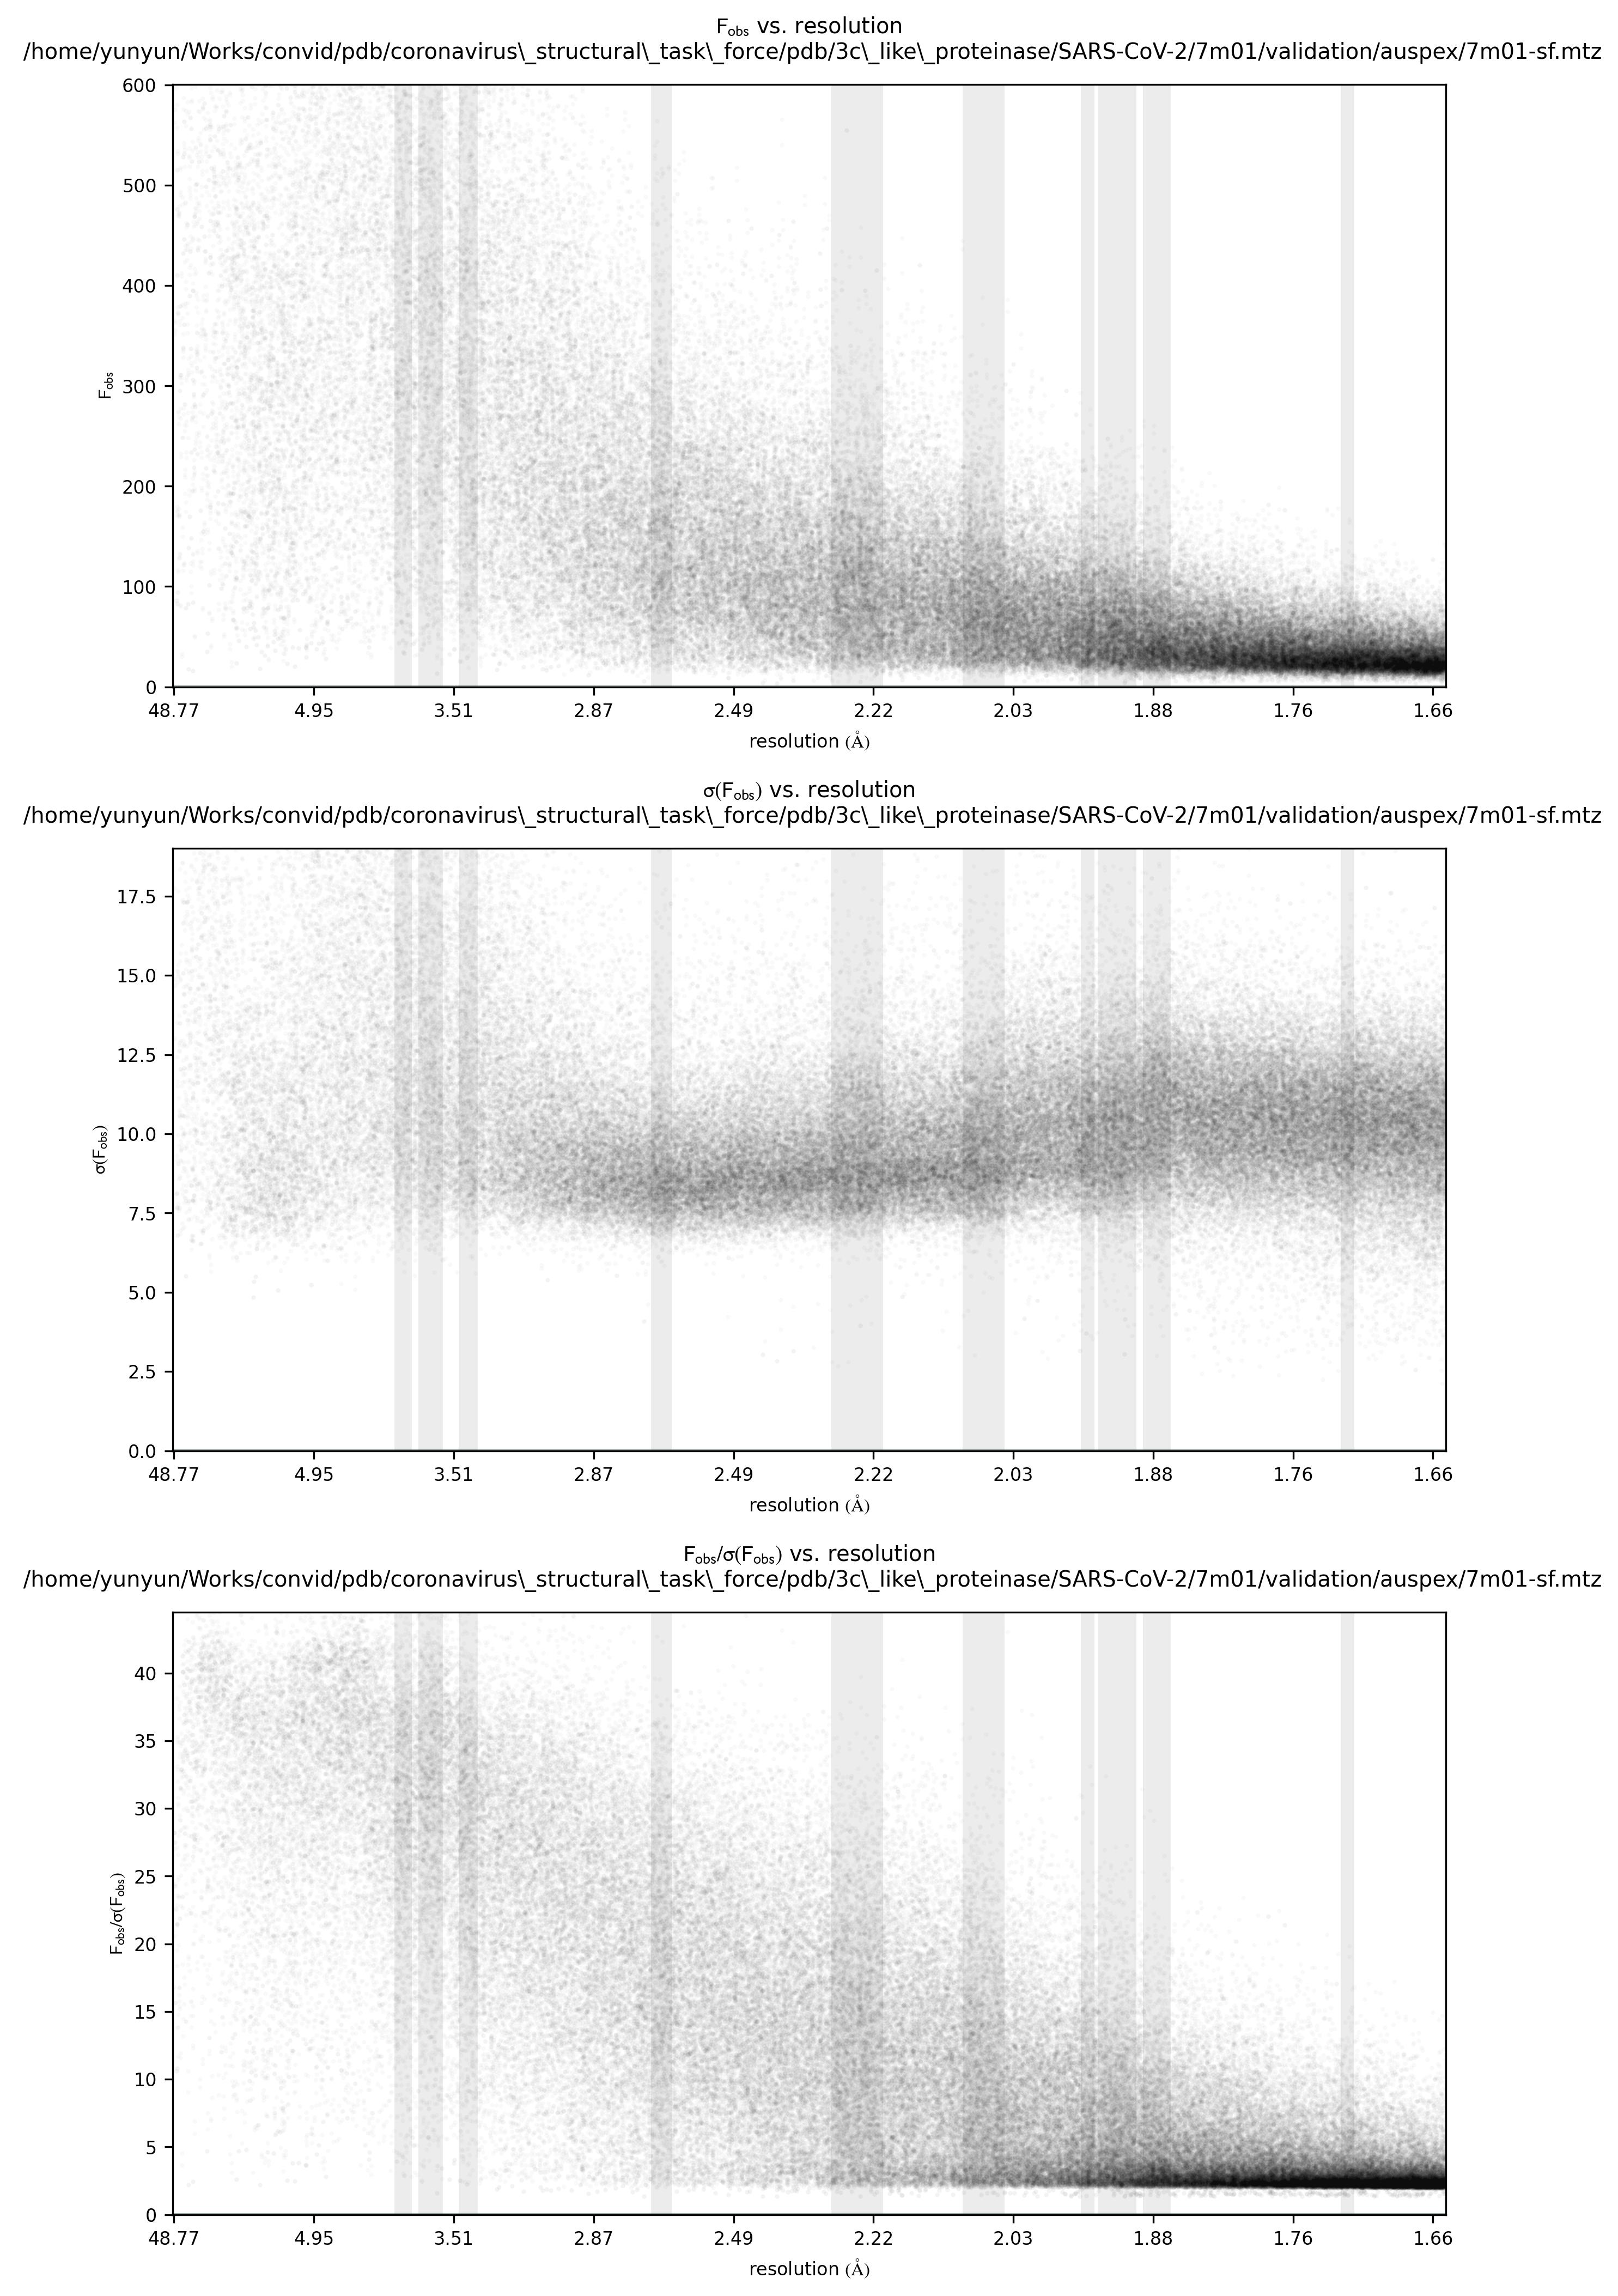 Fobs vs. resolution
/home/yunyun/Works/convid/pdb/coronavirus\_structural\_task\_force/pdb/3c\_like\_proteinase/SARS-CoV-2/7m01/validation/auspex/7m01-sf.mtz
600
500
400
300
200
100
0
Fobs
48.77 4.95 3.51 2.87 2.49 2.22 2.03 1.88 1.76 1.66
resolution (Å)
σ(Fobs) vs. resolution
/home/yunyun/Works/convid/pdb/coronavirus\_structural\_task\_force/pdb/3c\_like\_proteinase/SARS-CoV-2/7m01/validation/auspex/7m01-sf.mtz
17.5
15.0
12.5
10.0
7.5
5.0
2.5
0.0
σ(Fobs)
48.77 4.95 3.51 2.87 2.49 2.22 2.03 1.88 1.76 1.66
resolution (Å)
Fobs/σ(Fobs) vs. resolution
/home/yunyun/Works/convid/pdb/coronavirus\_structural\_task\_force/pdb/3c\_like\_proteinase/SARS-CoV-2/7m01/validation/auspex/7m01-sf.mtz
40
35
30
25
20
15
10
5
0
Fobs/σ(Fobs)
48.77 4.95 3.51 2.87 2.49 2.22 2.03 1.88 1.76 1.66
resolution (Å)